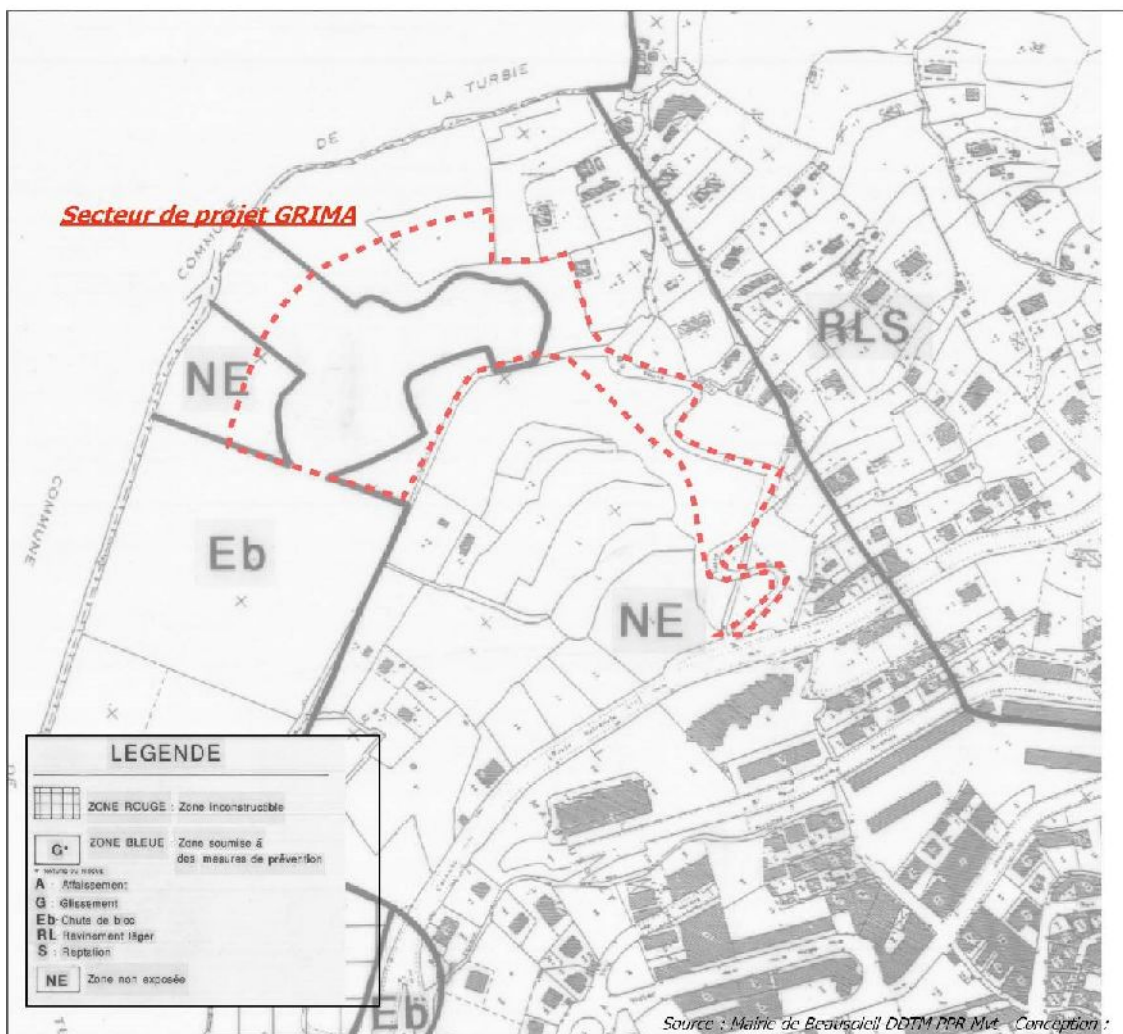 LA TURBIE
DE
COMMUNE
Secteur de projet GRIMA
NE
RLS
Eb
COMMUNE
NE
DE
LEGENDE
ZONE ROUGE : Zone inconstructible
G* ZONE BLEUE : Zone soumise à
des mesures de prévention
A : Affaissement
G : Glissement
Eb : Chute de bloc
RL : Ravinement léger
S : Reptation
NE Zone non exposée
Eb
Source : Mairie de Beausoleil DDTM PPR Mvt - Conception :